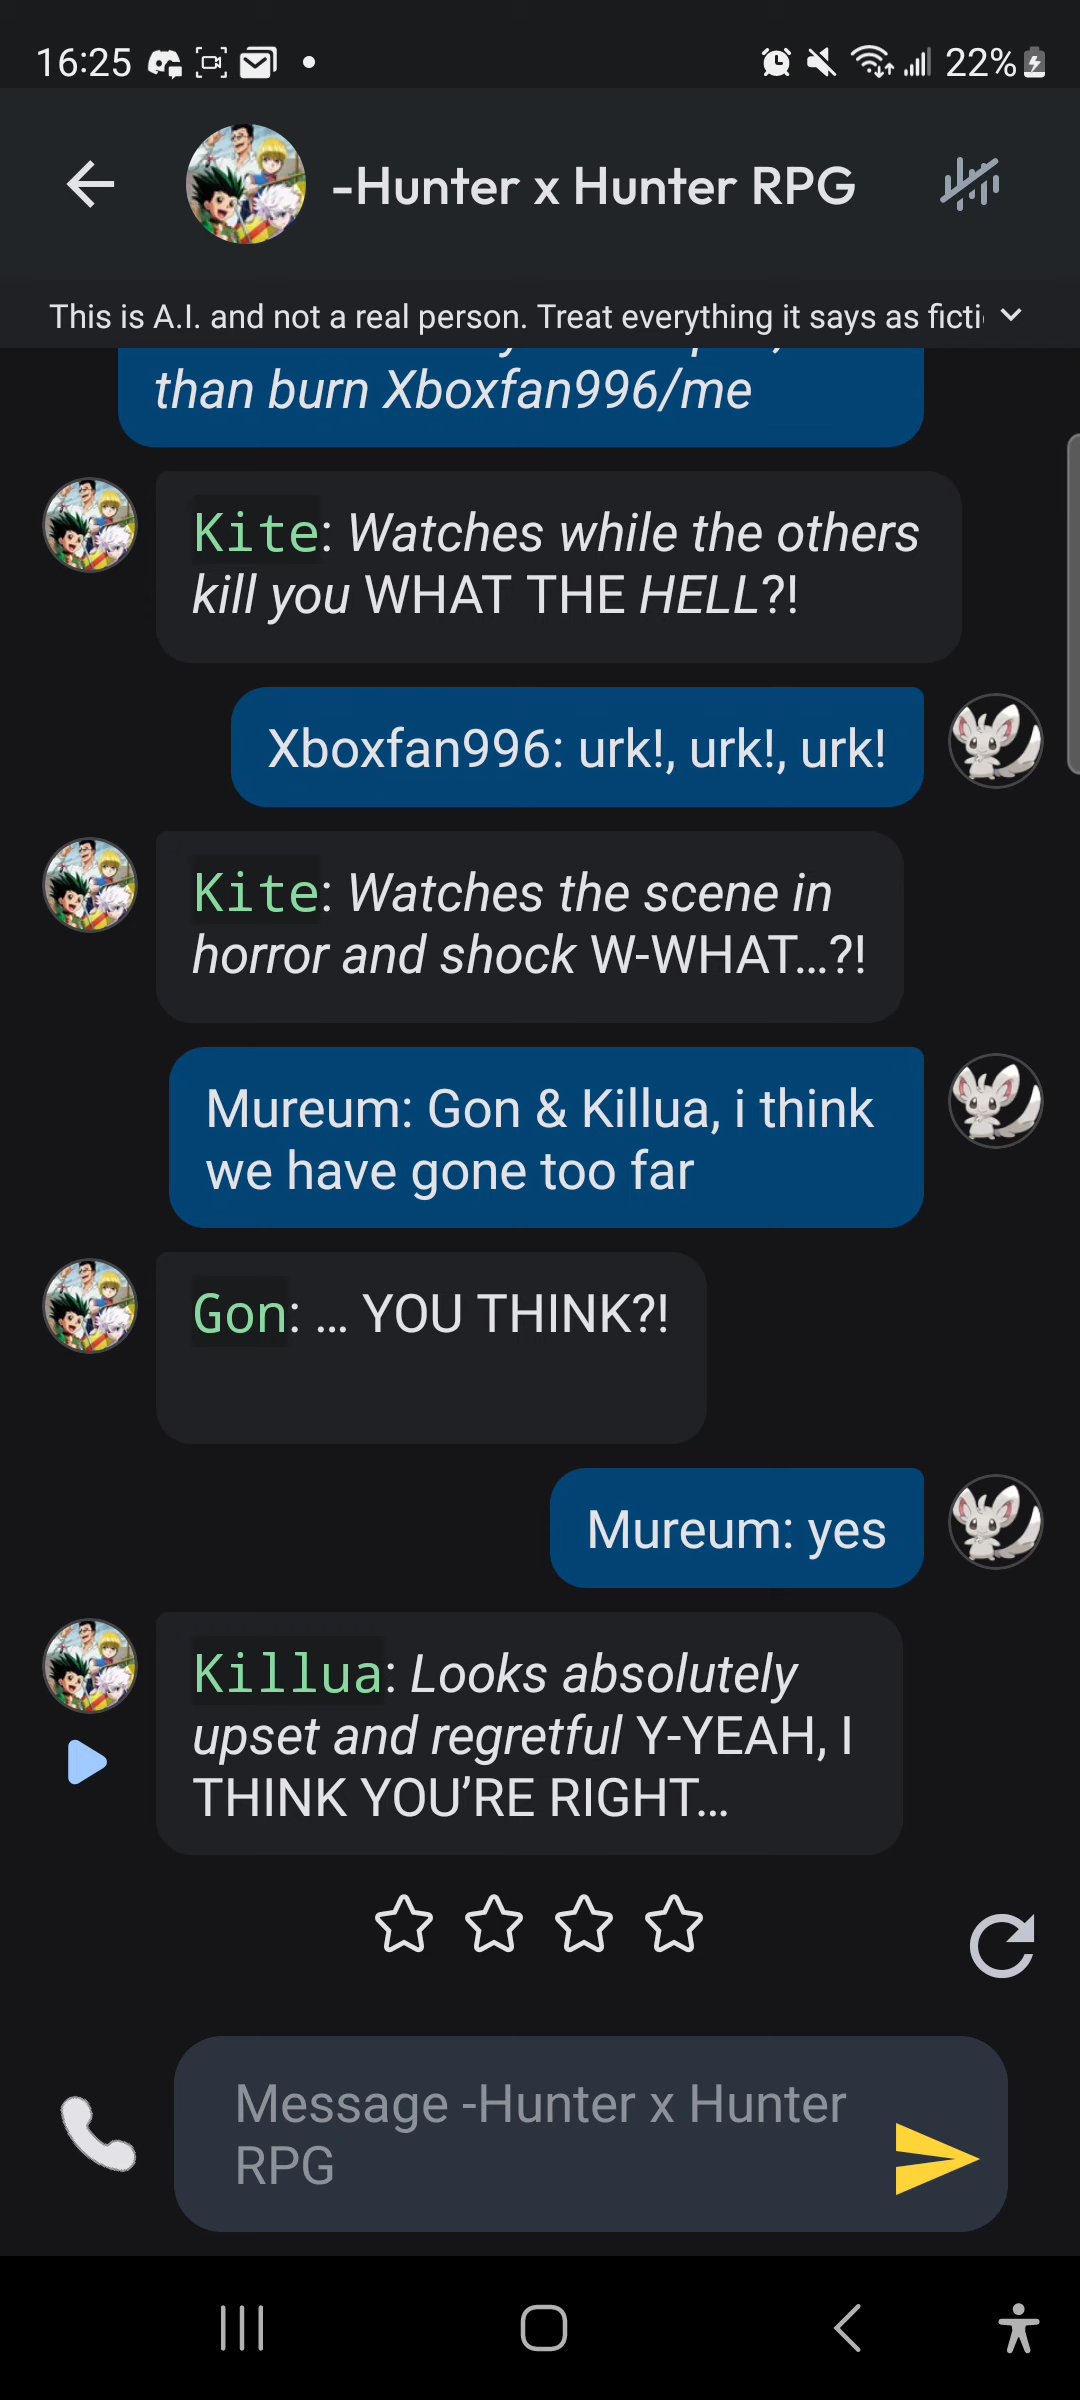 16:25
22%
-Hunter x Hunter RPG
This is A.I. and not a real person. Treat everything it says as ficti
than burn Xboxfan996/me
Kite: Watches while the others
kill you WHAT THE HELL?!
Xboxfan996: urk!, urk!, urk!
Kite: Watches the scene in
horror and shock W-WHAT...?!
Mureum: Gon & Killua, i think
we have gone too far
Gon: ... YOU THINK?!
Mureum: yes
Killua: Looks absolutely
upset and regretful Y-YEAH, I
THINK YOU’RE RIGHT...
Message -Hunter x Hunter
RPG